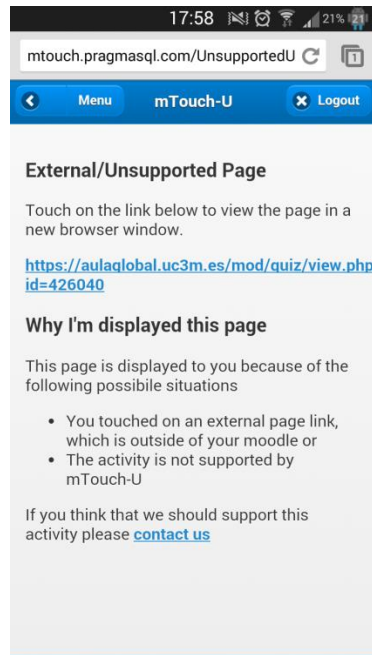 17:58 21% 21
mtouch.pragmasql.com/UnsupportedU 1
Menu mTouch-U Logout
External/Unsupported Page
Touch on the link below to view the page in a
new browser window.
https://aulaglobal.uc3m.es/mod/quiz/view.php
id=426040
Why I'm displayed this page
This page is displayed to you because of the
following possibile situations
• You touched on an external page link,
which is outside of your moodle or
• The activity is not supported by
mTouch-U
If you think that we should support this
activity please contact us